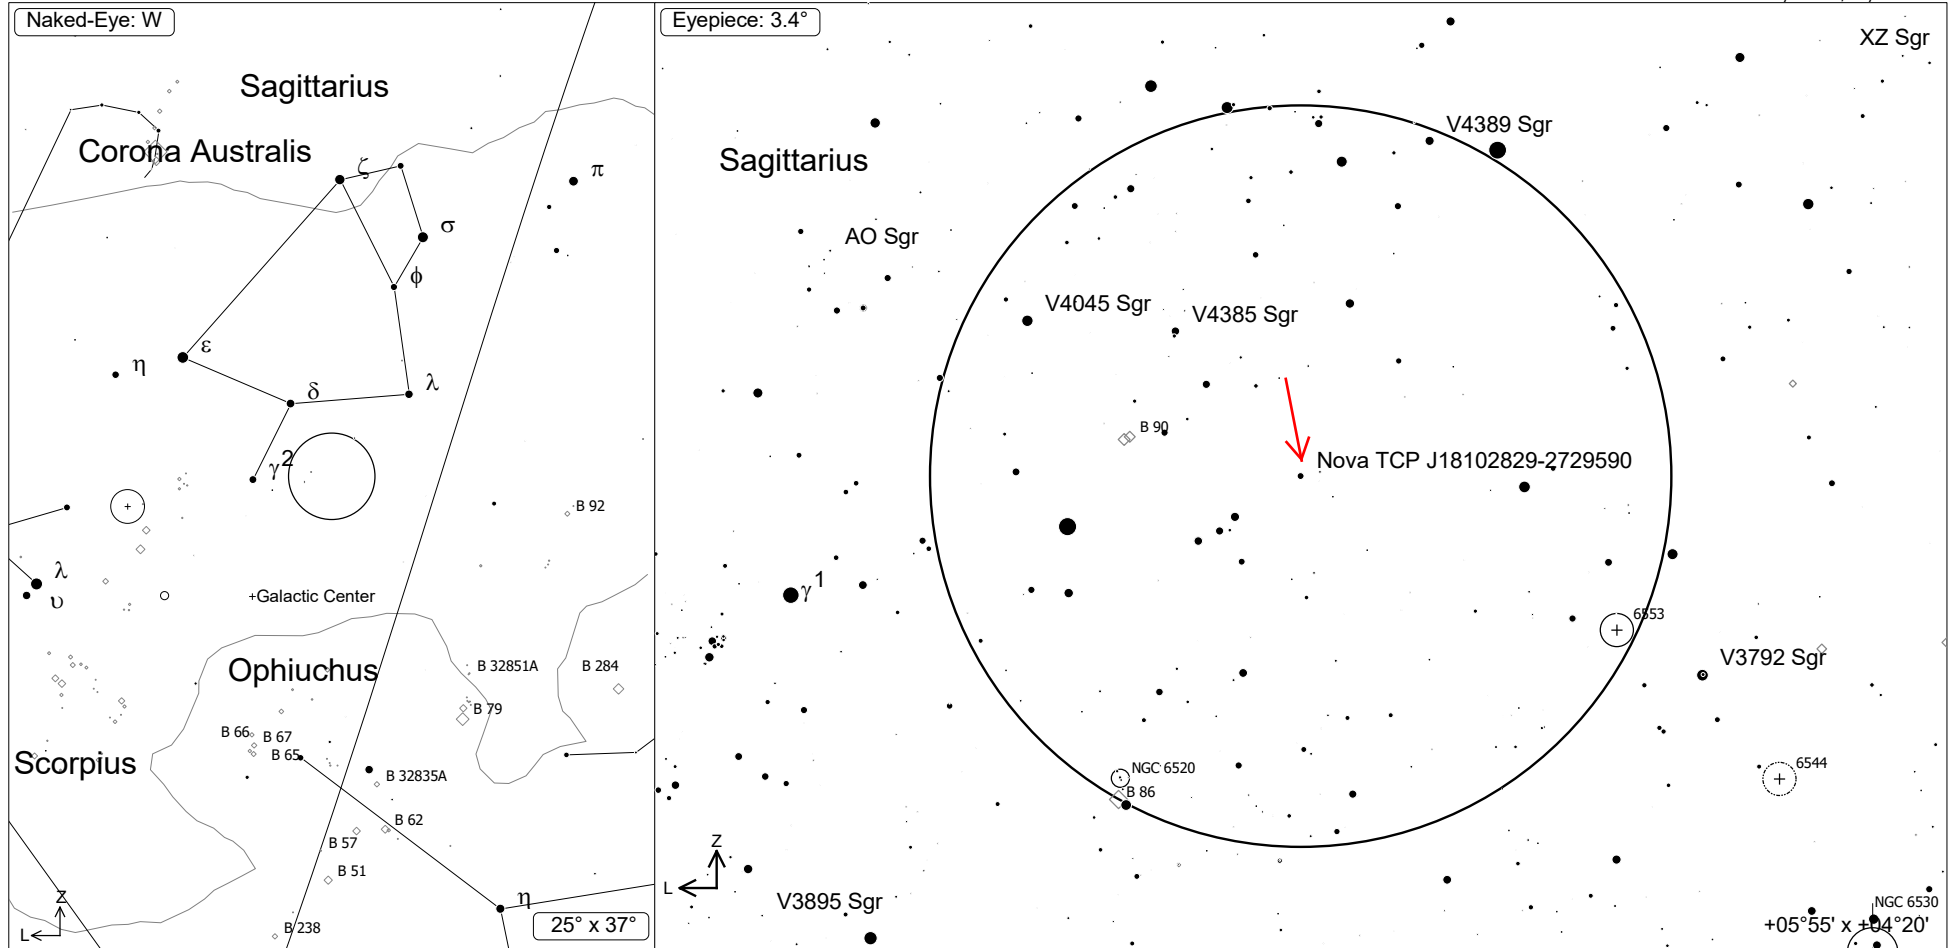 Naked-Eye: W
Sagittarius
Corona Australis
ζ
π
σ
φ
ε
η
δ
λ
γ2
B 92
λ
υ
+Galactic Center
Ophiuchus
B 32851A
B 284
B 79
B 66
B 67
B 65
Scorpius
B 32835A
B 62
B 57
B 51
η
Z
L
B 238
25° x 37°
Eyepiece: 3.4°
XZ Sgr
V4389 Sgr
Sagittarius
AO Sgr
V4045 Sgr
V4385 Sgr
B 90
Nova TCP J18102829-2729590
γ1
6553
V3792 Sgr
6544
NGC 6520
B 86
Z
L
V3895 Sgr
NGC 6530
+05°55' x +04°20'